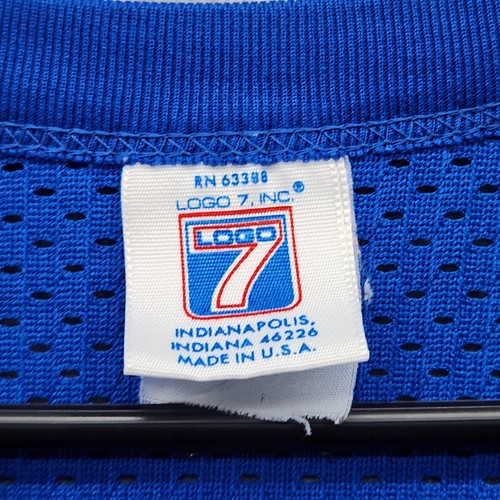 RN 63388
LOGO 7, INC.®
LOGO
7
INDIANAPOLIS,
INDIANA 46226
MADE IN U.S.A.